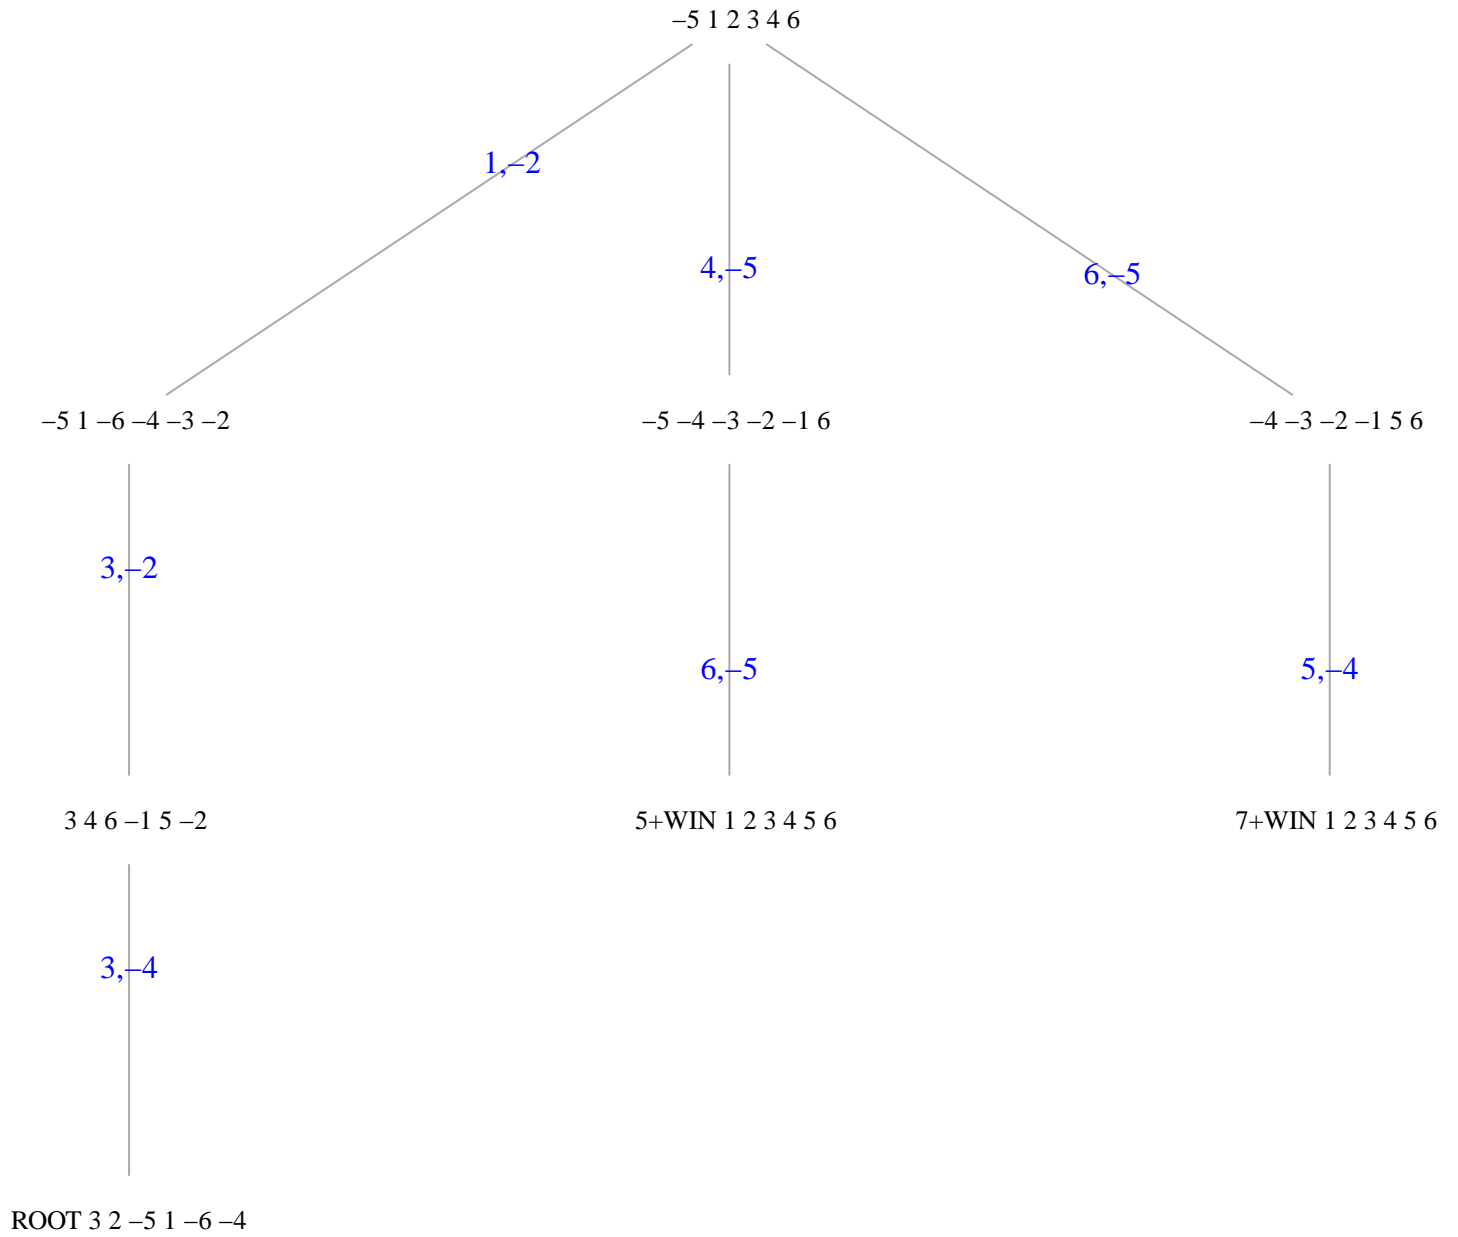 –5 1 2 3 4 6
1,–2
4,–5
6,–5
–5 1 –6 –4 –3 –2
–5 –4 –3 –2 –1 6
–4 –3 –2 –1 5 6
3,–2
6,–5
5,–4
3 4 6 –1 5 –2
5+WIN 1 2 3 4 5 6
7+WIN 1 2 3 4 5 6
3,–4
ROOT 3 2 –5 1 –6 –4